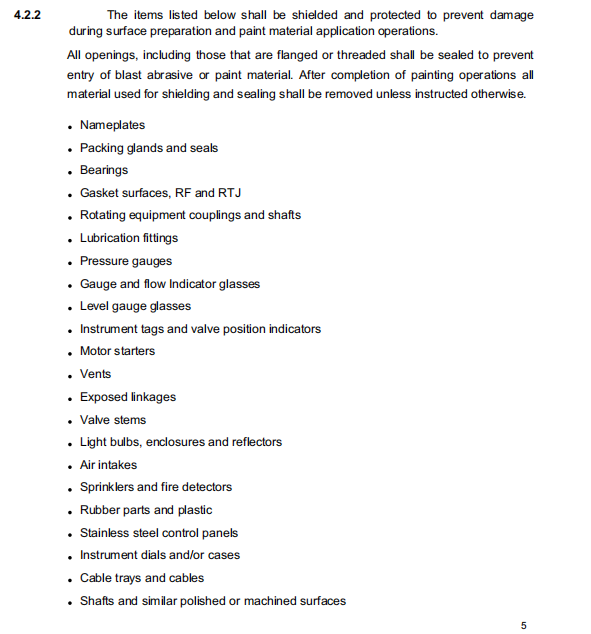 4.2.2 The items listed below shall be shielded and protected to prevent damage
during surface preparation and paint material application operations.
All openings, including those that are flanged or threaded shall be sealed to prevent
entry of blast abrasive or paint material. After completion of painting operations all
material used for shielding and sealing shall be removed unless instructed otherwise.
• Nameplates
• Packing glands and seals
• Bearings
• Gasket surfaces, RF and RTJ
• Rotating equipment couplings and shafts
• Lubrication fittings
• Pressure gauges
• Gauge and flow Indicator glasses
• Level gauge glasses
• Instrument tags and valve position indicators
• Motor starters
• Vents
• Exposed linkages
• Valve stems
• Light bulbs, enclosures and reflectors
• Air intakes
• Sprinklers and fire detectors
• Rubber parts and plastic
• Stainless steel control panels
• Instrument dials and/or cases
• Cable trays and cables
• Shafts and similar polished or machined surfaces
5